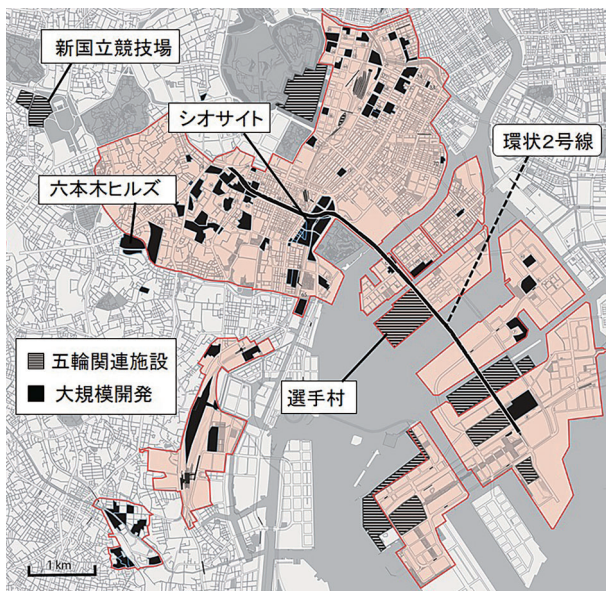 新国立競技場
シオサイト
環状2号線
六本木ヒルズ
五輪関連施設
大規模開発
選手村
1 km